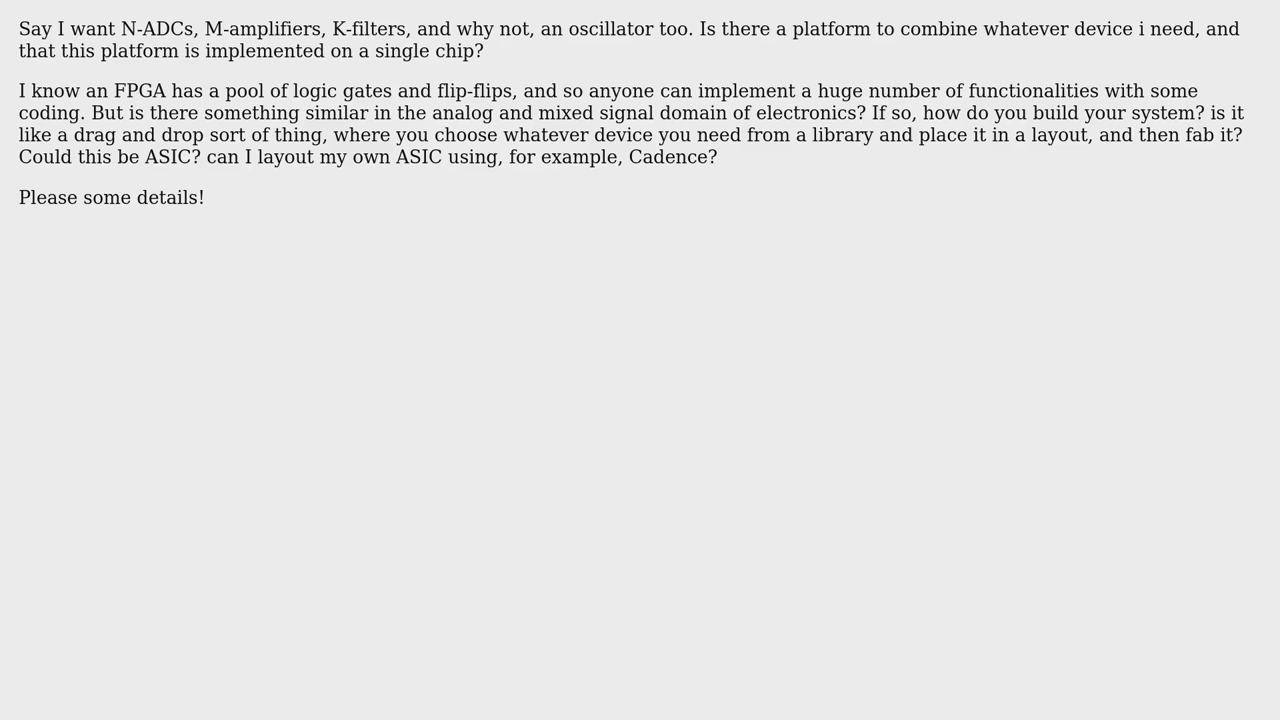 Say I want N-ADCs, M-amplifiers, K-filters, and why not, an oscillator too. Is there a platform to combine whatever device i need, and
that this platform is implemented on a single chip?
I know an FPGA has a pool of logic gates and flip-flips, and so anyone can implement a huge number of functionalities with some
coding. But is there something similar in the analog and mixed signal domain of electronics? If so, how do you build your system? is it
like a drag and drop sort of thing, where you choose whatever device you need from a library and place it in a layout, and then fab it?
Could this be ASIC? can I layout my own ASIC using, for example, Cadence?
Please some details!